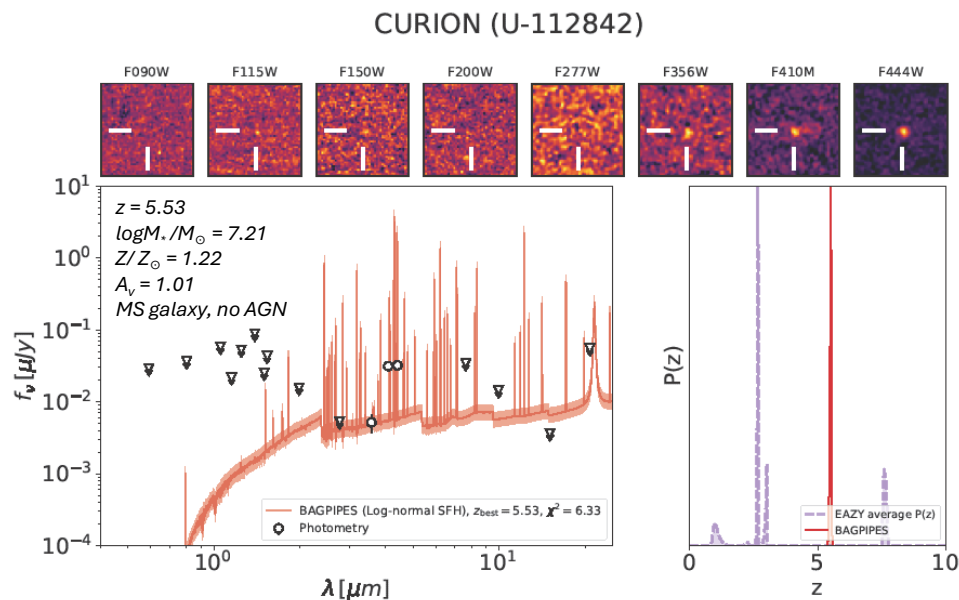 CURION (U-112842)
F090W F115W F150W F200W F277W F356W F410M F444W
z = 5.53
logM*/M⊙ = 7.21
Z/Z⊙ = 1.22
Av = 1.01
MS galaxy, no AGN
10¹
10⁰
10⁻¹
10⁻²
10⁻³
10⁻⁴
fν [μJy]
BAGPIPES (Log-normal SFH), zbest = 5.53, χ² = 6.33
Photometry
10⁰ 10¹
λ [μm]
P(z)
EAZY average P(z)
BAGPIPES
0 5 10
z